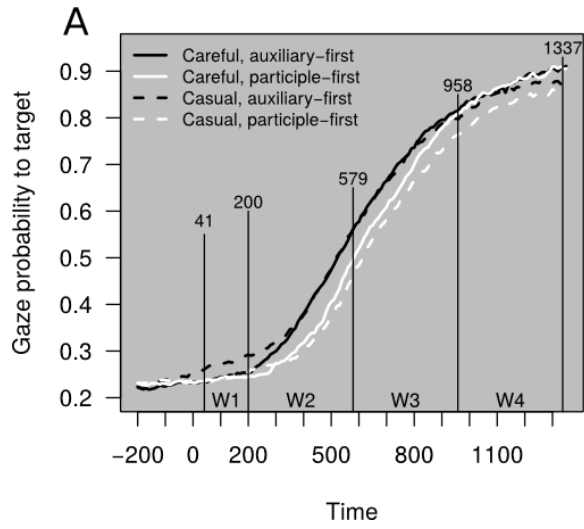 A
Careful, auxiliary−first
Careful, participle−first
Casual, auxiliary−first
Casual, participle−first
1337
958
579
200
41
0.9
0.8
0.7
0.6
0.5
0.4
0.3
0.2
Gaze probability to target
W1 W2 W3 W4
−200 0 200 500 800 1100
Time